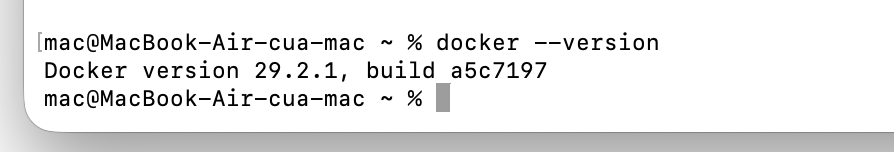 [mac@MacBook-Air-cua-mac ~ % docker --version
Docker version 29.2.1, build a5c7197
mac@MacBook-Air-cua-mac ~ %